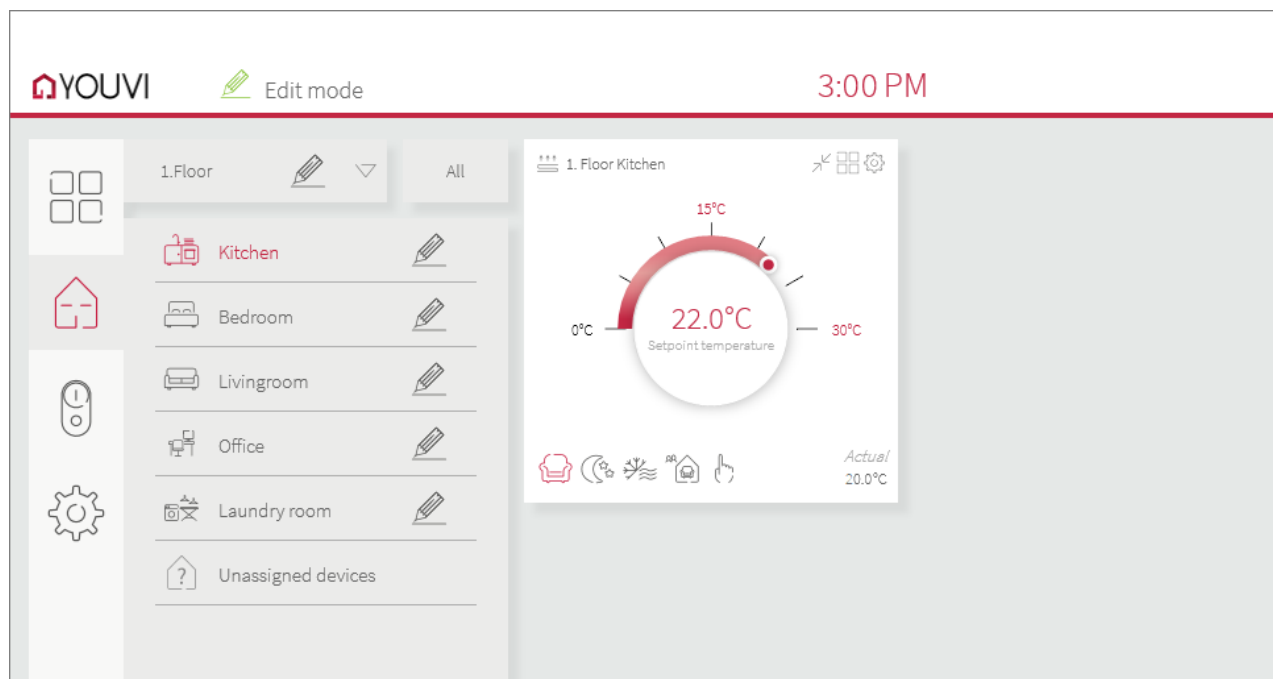 YOUVI
Edit mode
3:00 PM
1.Floor
All
Kitchen
Bedroom
Livingroom
Office
Laundry room
?
Unassigned devices
1. Floor Kitchen
15°C
0°C
22.0°C
30°C
Setpoint temperature
Actual
20.0°C